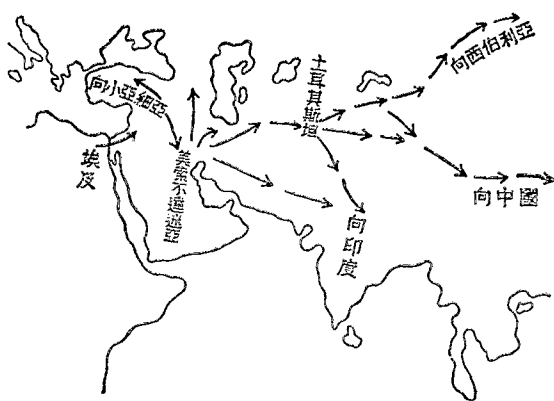 向西伯利亞
向小亞細亞
土耳其斯坦
埃及
美索不達迷亞
向中國
向印度